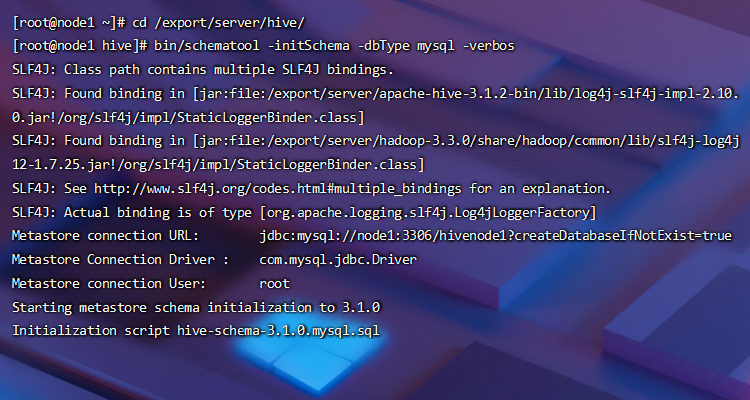 [root@node1 ~]# cd /export/server/hive/
[root@node1 hive]# bin/schematool -initSchema -dbType mysql -verbos
SLF4J: Class path contains multiple SLF4J bindings.
SLF4J: Found binding in [jar:file:/export/server/apache-hive-3.1.2-bin/lib/log4j-slf4j-impl-2.10.
0.jar!/org/slf4j/impl/StaticLoggerBinder.class]
SLF4J: Found binding in [jar:file:/export/server/hadoop-3.3.0/share/hadoop/common/lib/slf4j-log4j
12-1.7.25.jar!/org/slf4j/impl/StaticLoggerBinder.class]
SLF4J: See http://www.slf4j.org/codes.html#multiple_bindings for an explanation.
SLF4J: Actual binding is of type [org.apache.logging.slf4j.Log4jLoggerFactory]
Metastore connection URL:        jdbc:mysql://node1:3306/hivenode1?createDatabaseIfNotExist=true
Metastore Connection Driver :    com.mysql.jdbc.Driver
Metastore connection User:       root
Starting metastore schema initialization to 3.1.0
Initialization script hive-schema-3.1.0.mysql.sql